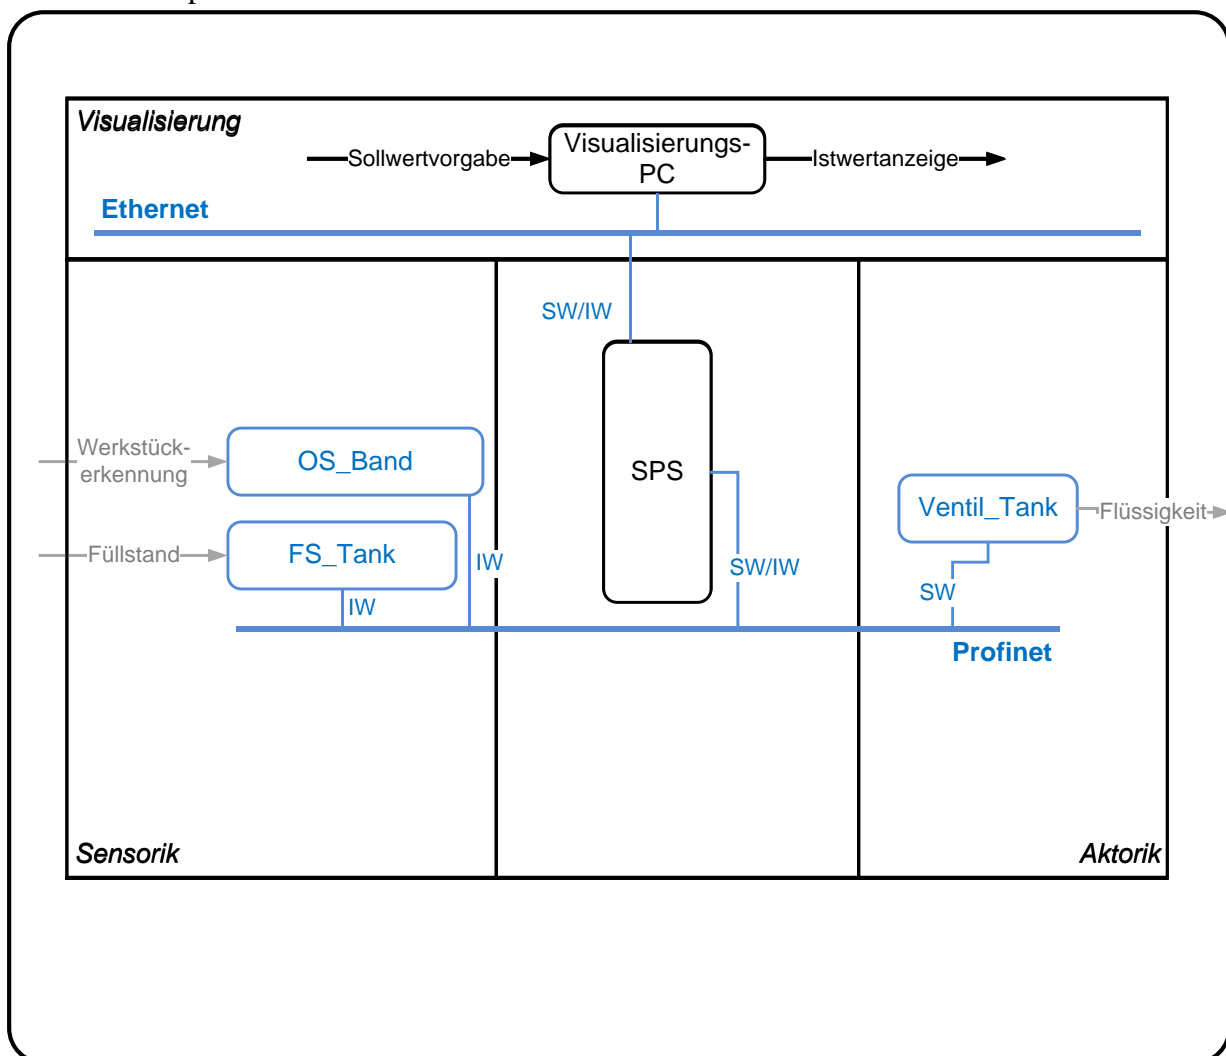 Visualisierung
Sollwertvorgabe
Visualisierungs-
PC
Istwertanzeige
Ethernet
SW/IW
Werkstück-
erkennung
OS_Band
SPS
Ventil_Tank
Flüssigkeit
Füllstand
FS_Tank
IW
SW/IW
SW
IW
Profinet
Sensorik
Aktorik